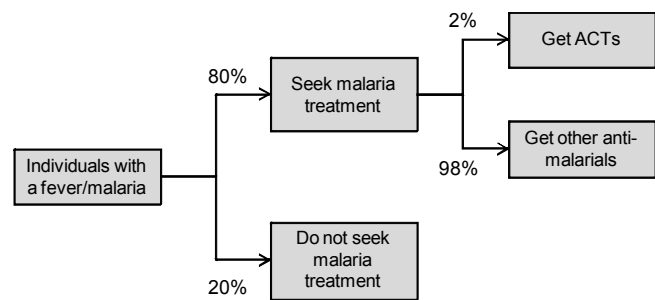 2%
Get ACTs
80%
Seek malaria
treatment
Get other anti-
malarials
98%
Individuals with
a fever/malaria
Do not seek
malaria
treatment
20%